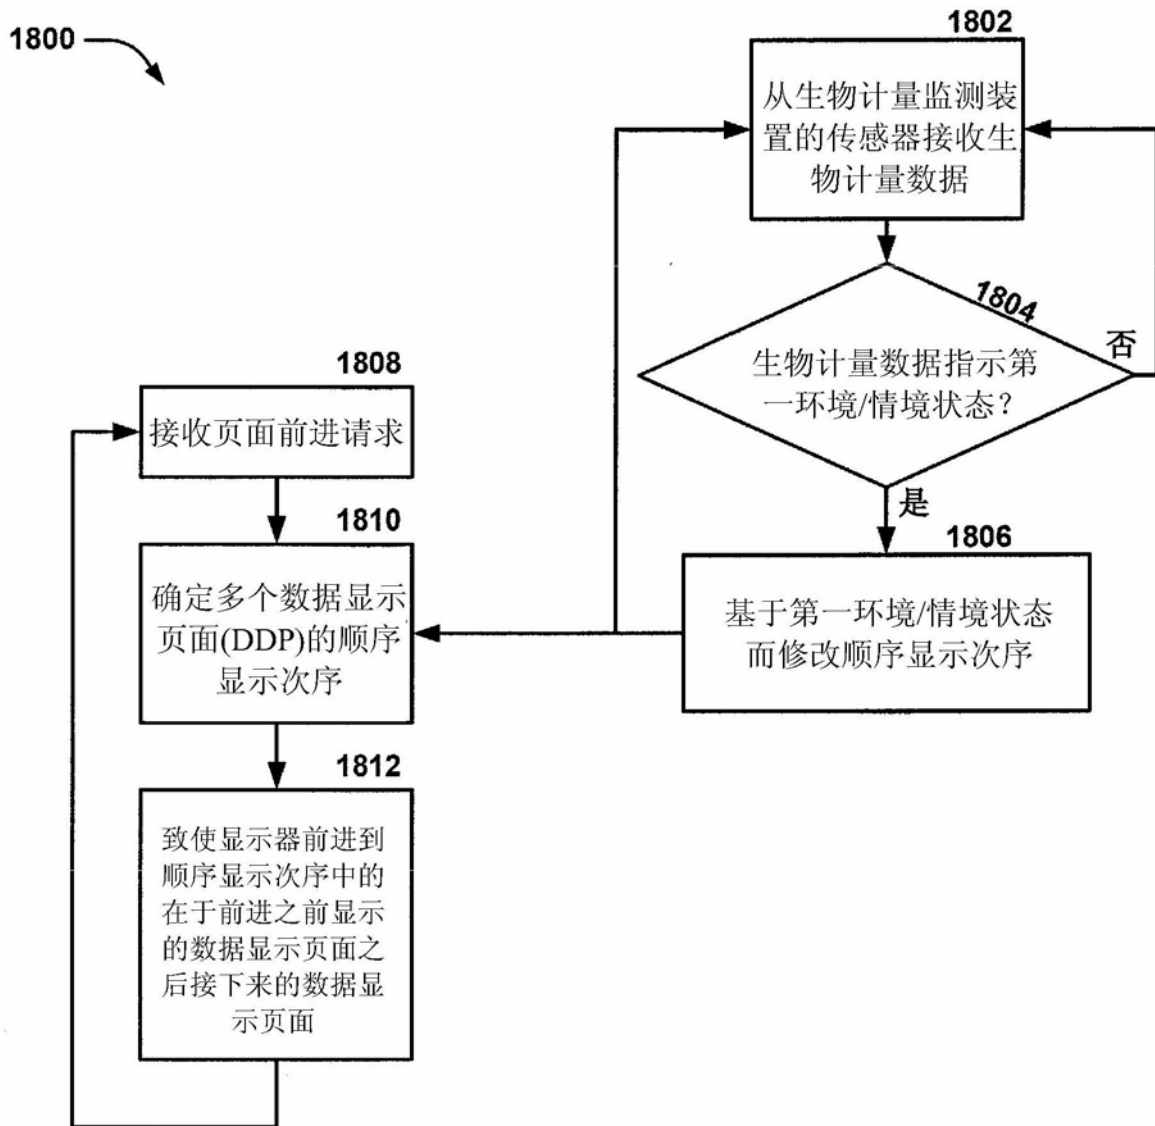 1800
1802
从生物计量监测装
置的传感器接收生
物计量数据
1804
否
生物计量数据指示第
一环境/情境状态？
是
1806
基于第一环境/情境状态
而修改顺序显示次序
1808
接收页面前进请求
1810
确定多个数据显示
页面(DDP)的顺序
显示次序
1812
致使显示器前进到
顺序显示次序中的
在于前进之前显示
的数据显示页面之
后接下来的数据显
示页面